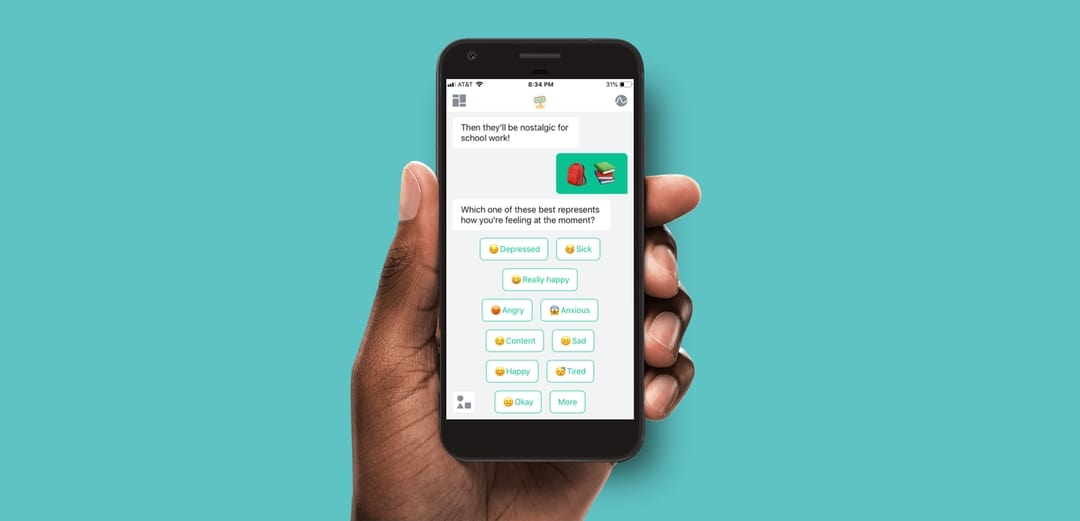 AT&T 8:34 PM 31%
Then they'll be nostalgic for
school work!
Which one of these best represents
how you're feeling at the moment?
Depressed Sick
Really happy
Angry Anxious
Content Sad
Happy Tired
Okay More